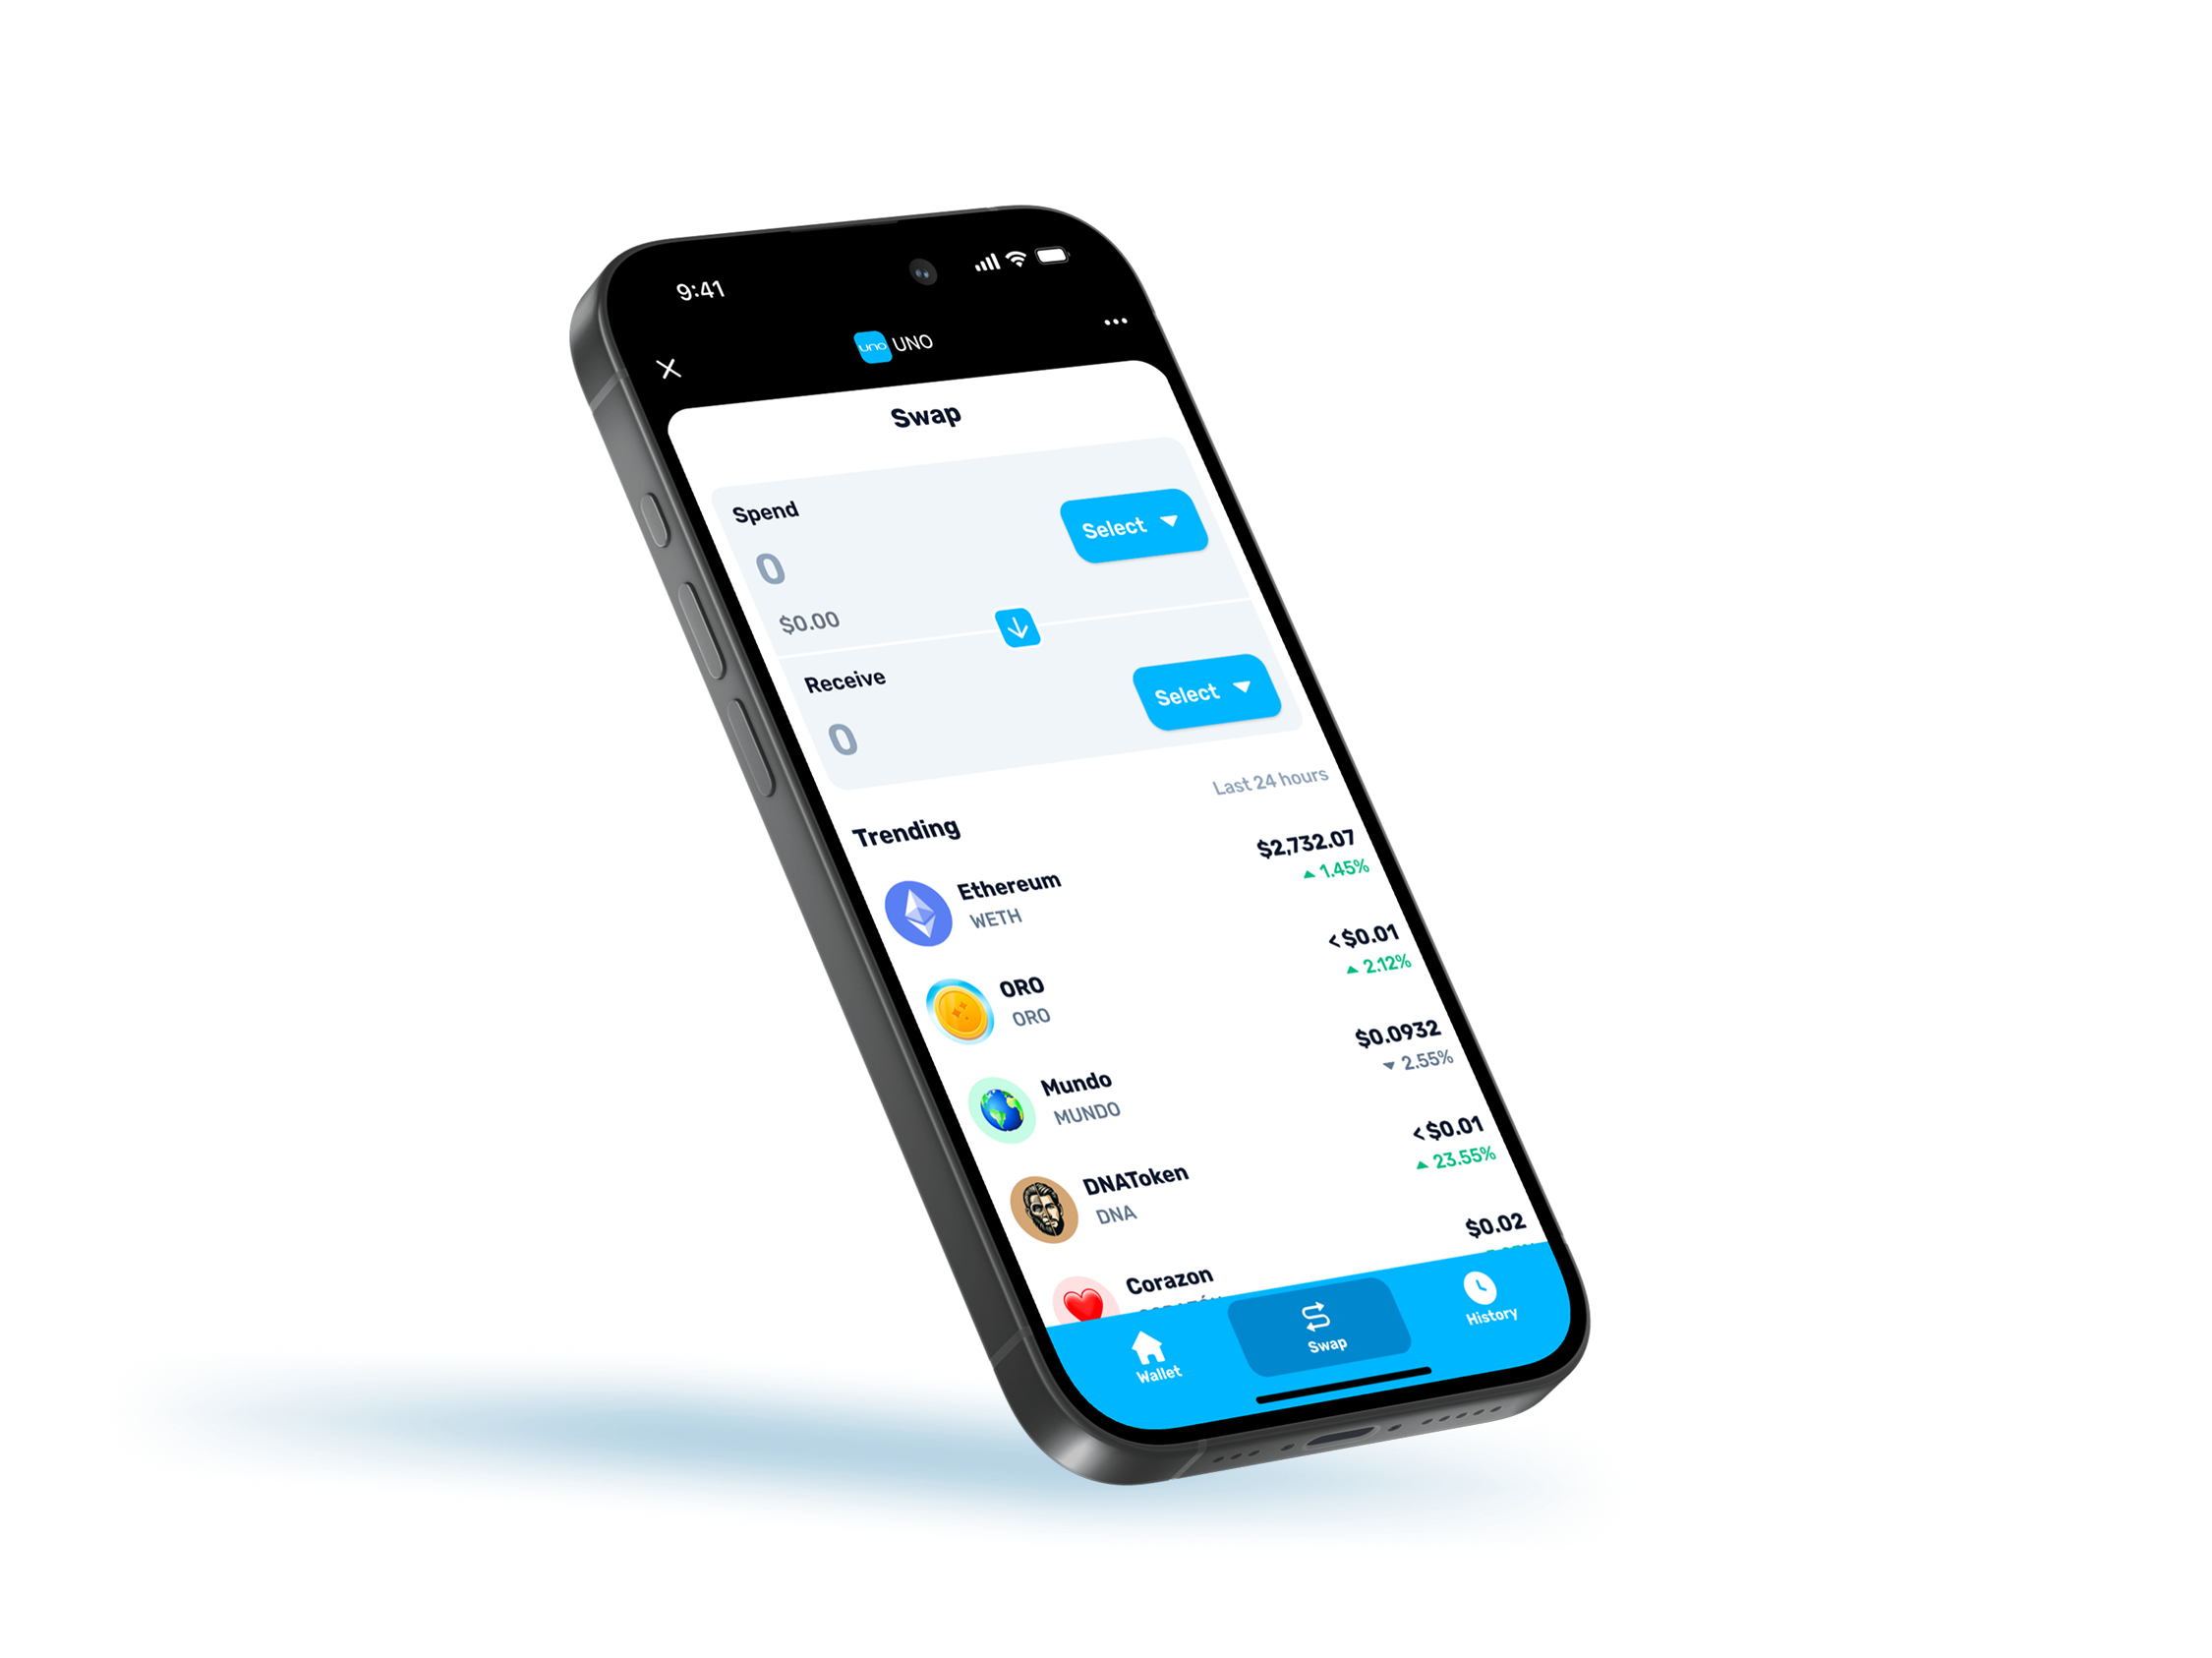 9:41
uno UNO
Swap
Spend
Select
0
$0.00
Receive
Select
0
Last 24 hours
Trending
Ethereum $2,732.07
WETH 1.45%
ORO <$0.01
ORO 2.12%
Mundo $0.0932
MUNDO 2.55%
DNAToken <$0.01
DNA 23.55%
Corazon $0.02
Wallet Swap History